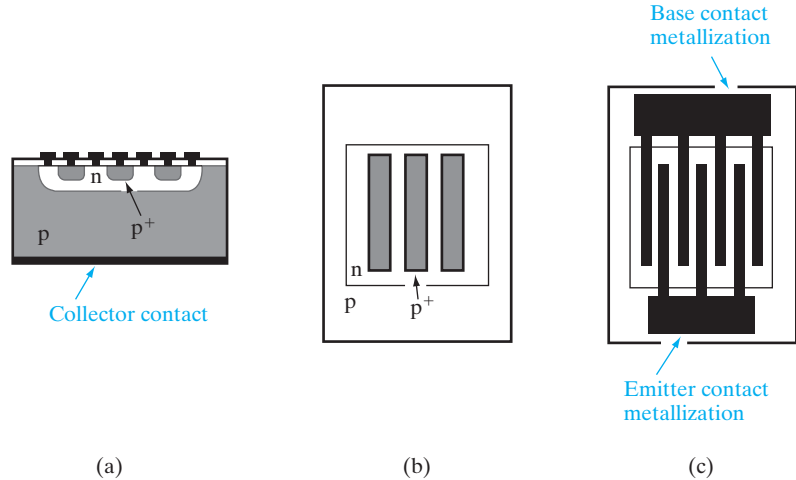 Base contact
metallization
n
p
p+
Collector contact
n
p
p+
Emitter contact
metallization
(a)
(b)
(c)